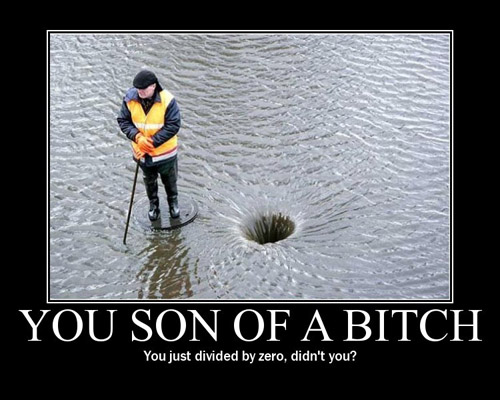 YOU SON OF A BITCH
You just divided by zero, didn't you?